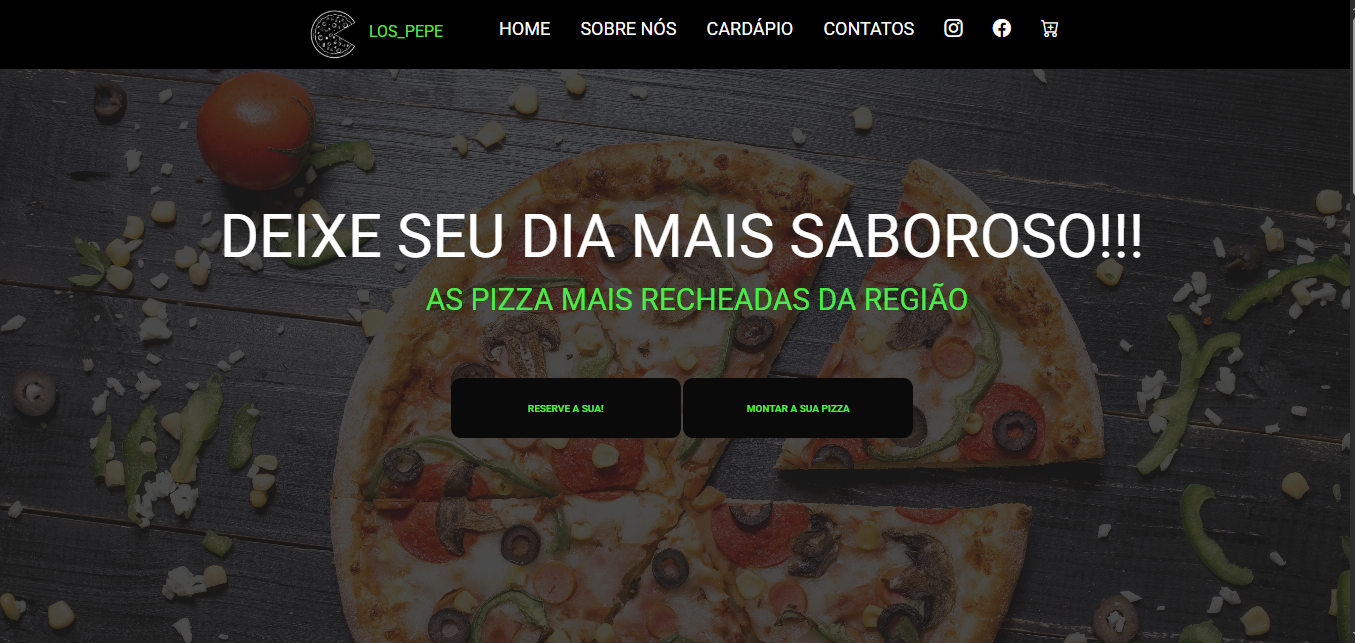 LOS_PEPE HOME SOBRE NÓS CARDÁPIO CONTATOS
DEIXE SEU DIA MAIS SABOROSO!!!
AS PIZZA MAIS RECHEADAS DA REGIÃO
RESERVE A SUA! MONTAR A SUA PIZZA